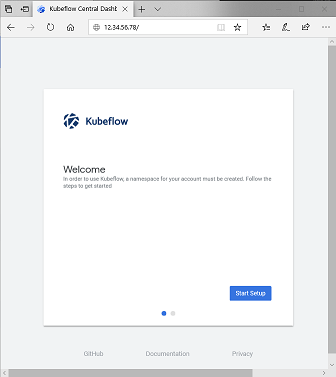 Kubeflow Central Dashb
12.34.56.78/
Kubeflow
Welcome
In order to use Kubeflow, a namespace for your account must be created. Follow the
steps to get started
Start Setup
GitHub Documentation Privacy